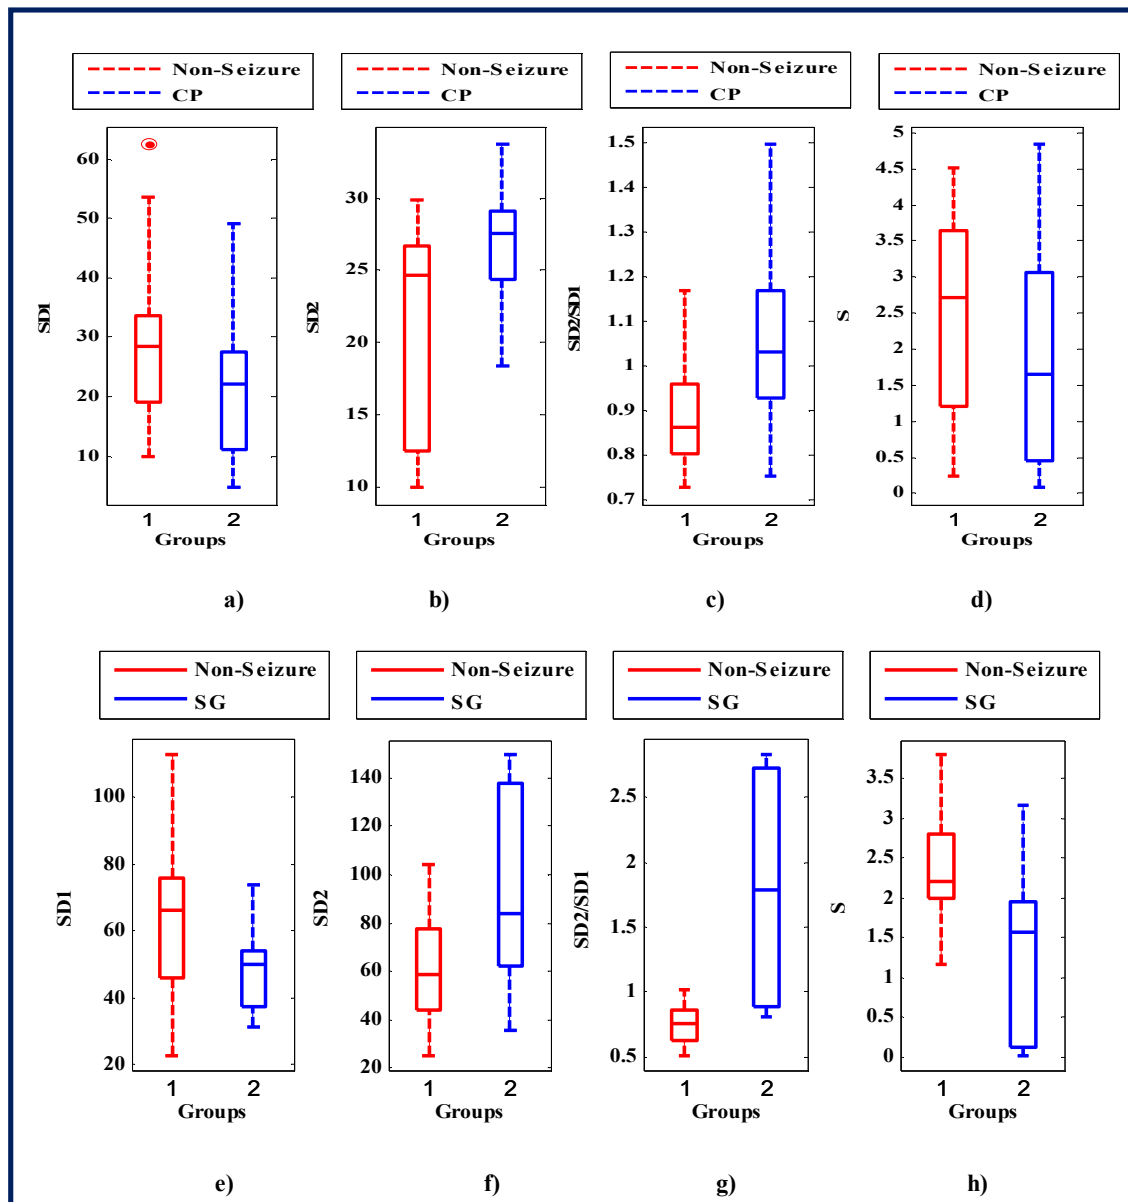 Non-Seizure
CP
Non-Seizure
CP
Non-Seizure
CP
Non-Seizure
CP
SD1
60
50
40
30
20
10
1 2
Groups
a)
SD2
30
25
20
15
10
1 2
Groups
b)
SD2/SD1
1.5
1.4
1.3
1.2
1.1
1
0.9
0.8
0.7
1 2
Groups
c)
S
5
4.5
4
3.5
3
2.5
2
1.5
1
0.5
0
1 2
Groups
d)
Non-Seizure
SG
Non-Seizure
SG
Non-Seizure
SG
Non-Seizure
SG
SD1
100
80
60
40
20
1 2
Groups
e)
SD2
140
120
100
80
60
40
20
1 2
Groups
f)
SD2/SD1
2.5
2
1.5
1
0.5
1 2
Groups
g)
S
3.5
3
2.5
2
1.5
1
0.5
0
1 2
Groups
h)